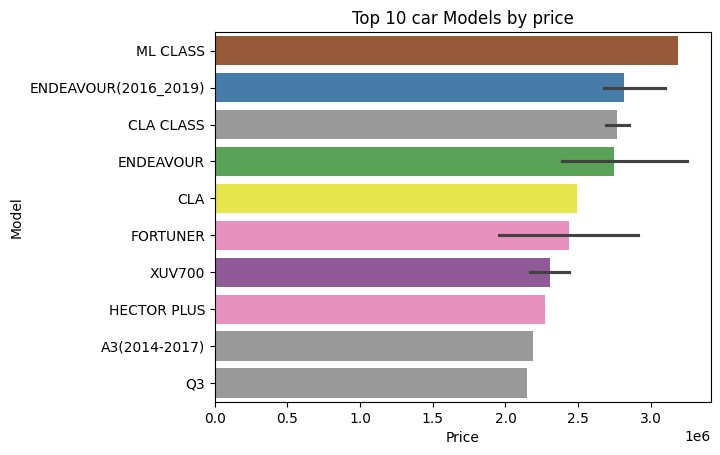 Top 10 car Models by price
ML CLASS
ENDEAVOUR(2016_2019)
CLA CLASS
ENDEAVOUR
CLA
FORTUNER
XUV700
HECTOR PLUS
A3(2014-2017)
Q3
Model
0.0 0.5 1.0 1.5 2.0 2.5 3.0
1e6
Price